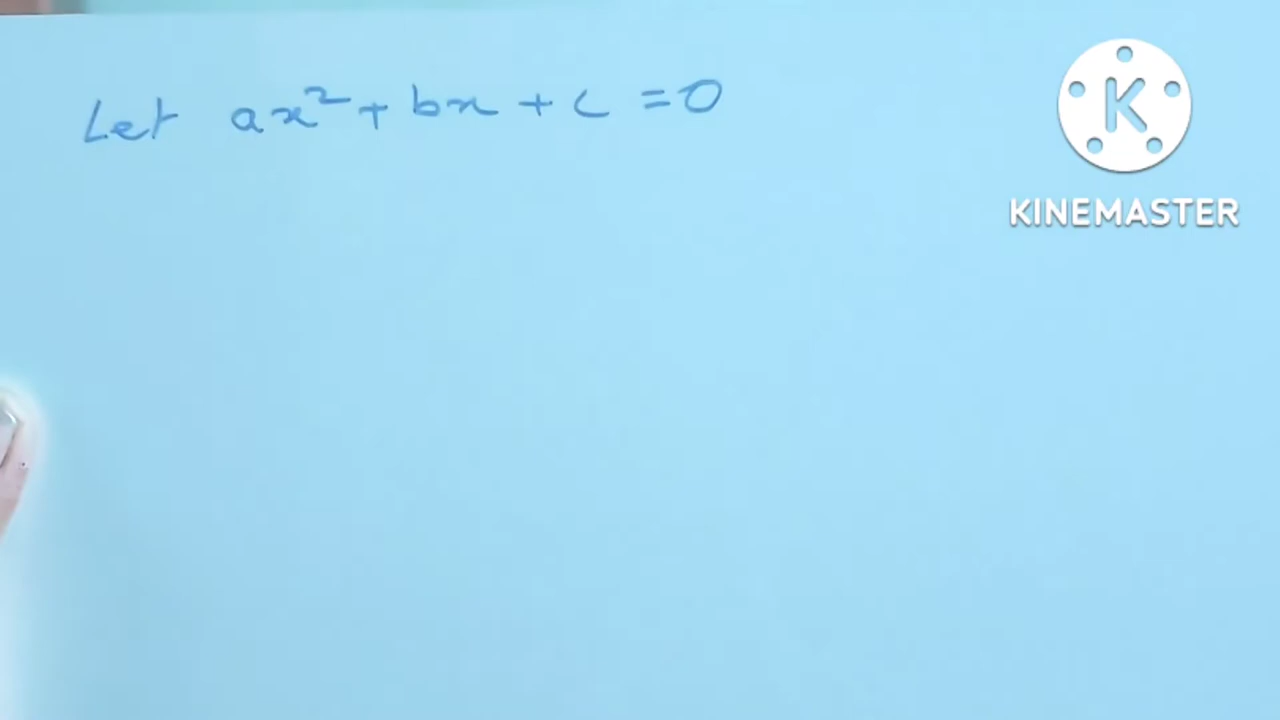 Let ax² + bx + c = 0
KINEMASTER